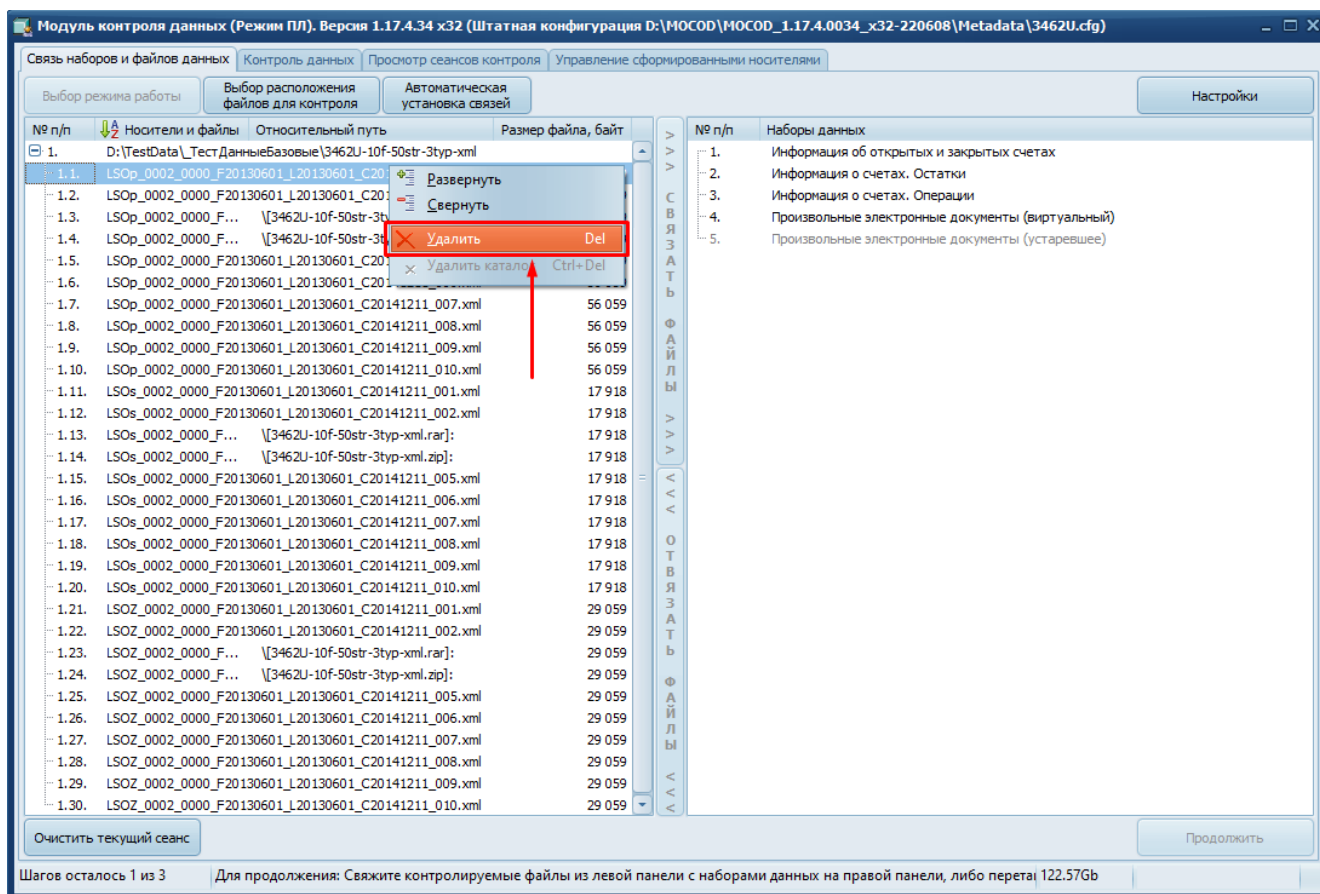 Модуль контроля данных (Режим ПЛ). Версия 1.17.4.34 x32 (Штатная конфигурация D:\MOCOD\MOCOD_1.17.4.0034_x32-220608\Metadata\3462U.cfg)
Связь наборов и файлов данных Контроль данных Просмотр сеансов контроля Управление сформированными носителями
Выбор режима работы Выбор расположения файлов для контроля Автоматическая установка связей Настройки
№ п/п Носители и файлы Относительный путь Размер файла, байт № п/п Наборы данных
1. D:\TestData\_ТестДанныеБазовые\3462U-10f-50str-3typ-xml 1. Информация об открытых и закрытых счетах
1.1. LSOp_0002_0000_F20130601_L20130601_C20 Развернуть 2. Информация о счетах. Остатки
1.2. LSOp_0002_0000_F20130601_L20130601_C20 Свернуть 3. Информация о счетах. Операции
1.3. LSOp_0002_0000_F... \[3462U-10f-50str-3ty 4. Произвольные электронные документы (виртуальный)
1.4. LSOp_0002_0000_F... \[3462U-10f-50str-3t Удалить Del 5. Произвольные электронные документы (устаревшее)
1.5. LSOp_0002_0000_F20130601_L20130601_C20 Удалить катало Ctrl+Del
1.6. LSOp_0002_0000_F20130601_L20130601_C20
1.7. LSOp_0002_0000_F20130601_L20130601_C20141211_007.xml 56 059
1.8. LSOp_0002_0000_F20130601_L20130601_C20141211_008.xml 56 059
1.9. LSOp_0002_0000_F20130601_L20130601_C20141211_009.xml 56 059
1.10. LSOp_0002_0000_F20130601_L20130601_C20141211_010.xml 56 059
1.11. LSOs_0002_0000_F20130601_L20130601_C20141211_001.xml 17 918
1.12. LSOs_0002_0000_F20130601_L20130601_C20141211_002.xml 17 918
1.13. LSOs_0002_0000_F... \[3462U-10f-50str-3typ-xml.rar]: 17 918
1.14. LSOs_0002_0000_F... \[3462U-10f-50str-3typ-xml.zip]: 17 918
1.15. LSOs_0002_0000_F20130601_L20130601_C20141211_005.xml 17 918
1.16. LSOs_0002_0000_F20130601_L20130601_C20141211_006.xml 17 918
1.17. LSOs_0002_0000_F20130601_L20130601_C20141211_007.xml 17 918
1.18. LSOs_0002_0000_F20130601_L20130601_C20141211_008.xml 17 918
1.19. LSOs_0002_0000_F20130601_L20130601_C20141211_009.xml 17 918
1.20. LSOs_0002_0000_F20130601_L20130601_C20141211_010.xml 17 918
1.21. LSOZ_0002_0000_F20130601_L20130601_C20141211_001.xml 29 059
1.22. LSOZ_0002_0000_F20130601_L20130601_C20141211_002.xml 29 059
1.23. LSOZ_0002_0000_F... \[3462U-10f-50str-3typ-xml.rar]: 29 059
1.24. LSOZ_0002_0000_F... \[3462U-10f-50str-3typ-xml.zip]: 29 059
1.25. LSOZ_0002_0000_F20130601_L20130601_C20141211_005.xml 29 059
1.26. LSOZ_0002_0000_F20130601_L20130601_C20141211_006.xml 29 059
1.27. LSOZ_0002_0000_F20130601_L20130601_C20141211_007.xml 29 059
1.28. LSOZ_0002_0000_F20130601_L20130601_C20141211_008.xml 29 059
1.29. LSOZ_0002_0000_F20130601_L20130601_C20141211_009.xml 29 059
1.30. LSOZ_0002_0000_F20130601_L20130601_C20141211_010.xml 29 059
> > > СВЯЗАТЬ ФАЙЛЫ > > >
< < < ОТВЯЗАТЬ ФАЙЛЫ < < <
Очистить текущий сеанс Продолжить
Шагов осталось 1 из 3 Для продолжения: Свяжите контролируемые файлы из левой панели с наборами данных на правой панели, либо перета 122.57Gb